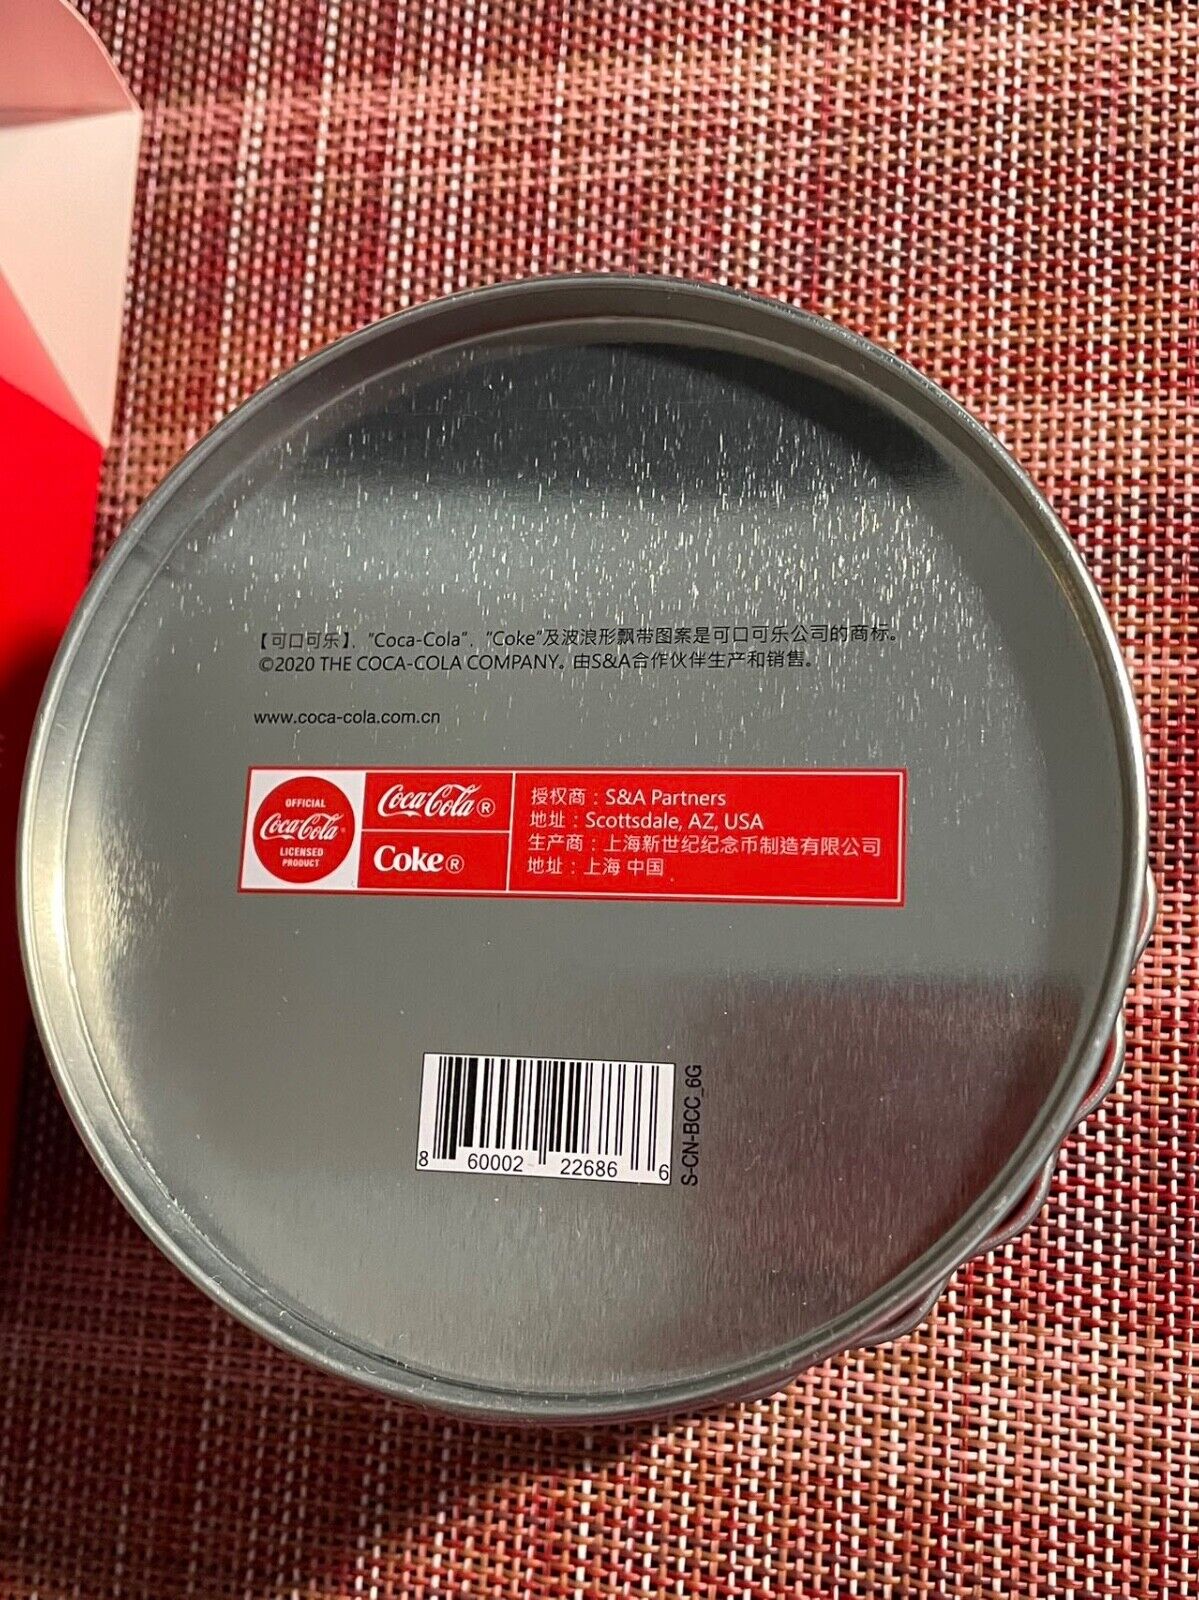 【可口可乐】，"Coca-Cola"，"Coke"及波浪形飘带图案是可口可乐公司的商标。
©2020 THE COCA-COLA COMPANY。由S&A合作伙伴生产和销售。
www.coca-cola.com.cn
OFFICIAL
Coca-Cola®
LICENSED
PRODUCT
Coca-Cola®
Coke®
授权商：S&A Partners
地址：Scottsdale, AZ, USA
生产商：上海新世纪纪念币制造有限公司
地址：上海 中国
8 60002 22686 6
S-CN-BCC_6G